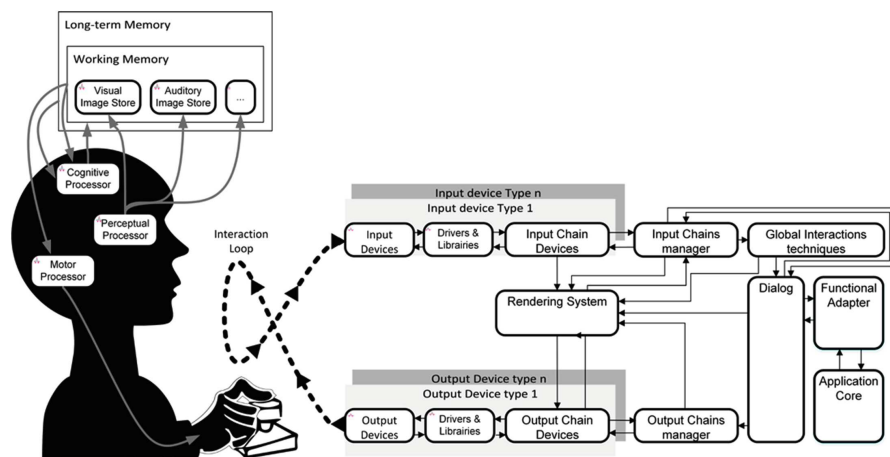 Long-term Memory
Working Memory
Visual
Image Store
Auditory
Image Store
...
Cognitive
Processor
Perceptual
Processor
Motor
Processor
Interaction
Loop
Input device Type n
Input device Type 1
Input
Devices
Drivers &
Librairies
Input Chain
Devices
Input Chains
manager
Global Interactions
techniques
Rendering System
Dialog
Functional
Adapter
Application
Core
Output Device type n
Output Device type 1
Output
Devices
Drivers &
Librairies
Output Chain
Devices
Output Chains
manager